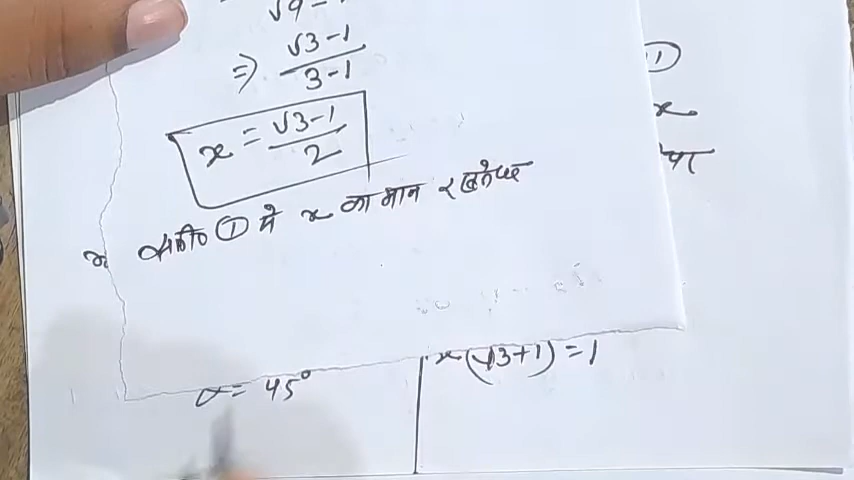 ⇒ √3-1 / 3-1
x = √3-1 / 2
समी० ① मे x का मान रखनेपर
x(√3+1) = 1
α = 45°